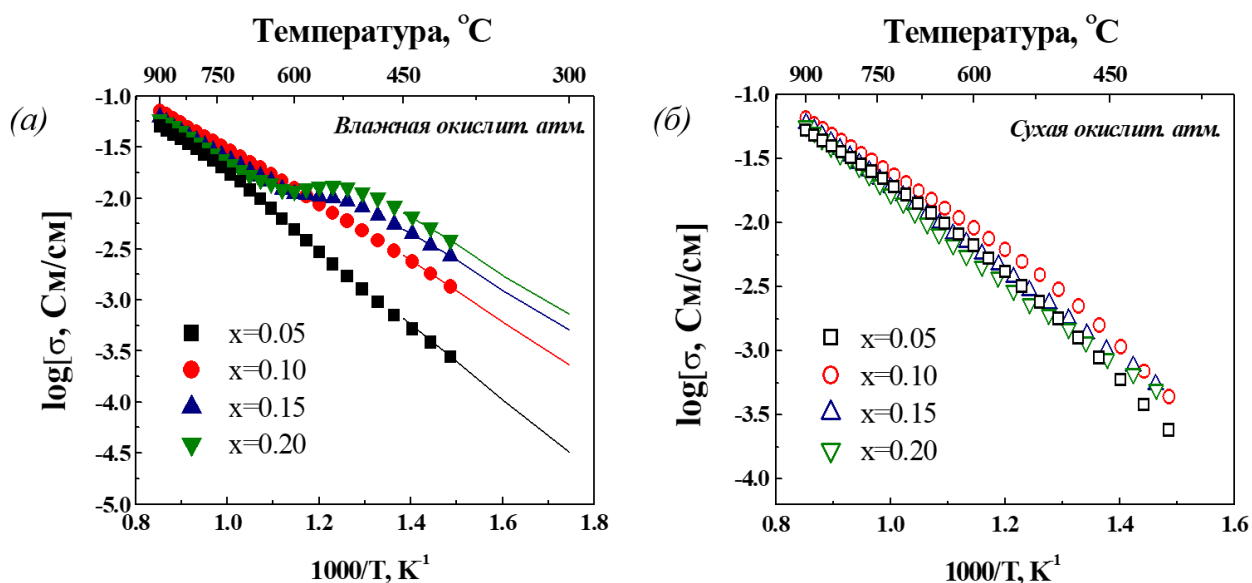 Температура, °C
900 750 600 450 300
(а)
Влажная окислит. атм.
-1.0
-1.5
-2.0
-2.5
-3.0
-3.5
-4.0
-4.5
-5.0
log[σ, См/см]
x=0.05
x=0.10
x=0.15
x=0.20
0.8 1.0 1.2 1.4 1.6 1.8
1000/T, K⁻¹
Температура, °C
900 750 600 450
(б)
Сухая окислит. атм.
-1.0
-1.5
-2.0
-2.5
-3.0
-3.5
-4.0
log[σ, См/см]
x=0.05
x=0.10
x=0.15
x=0.20
0.8 1.0 1.2 1.4 1.6
1000/T, K⁻¹